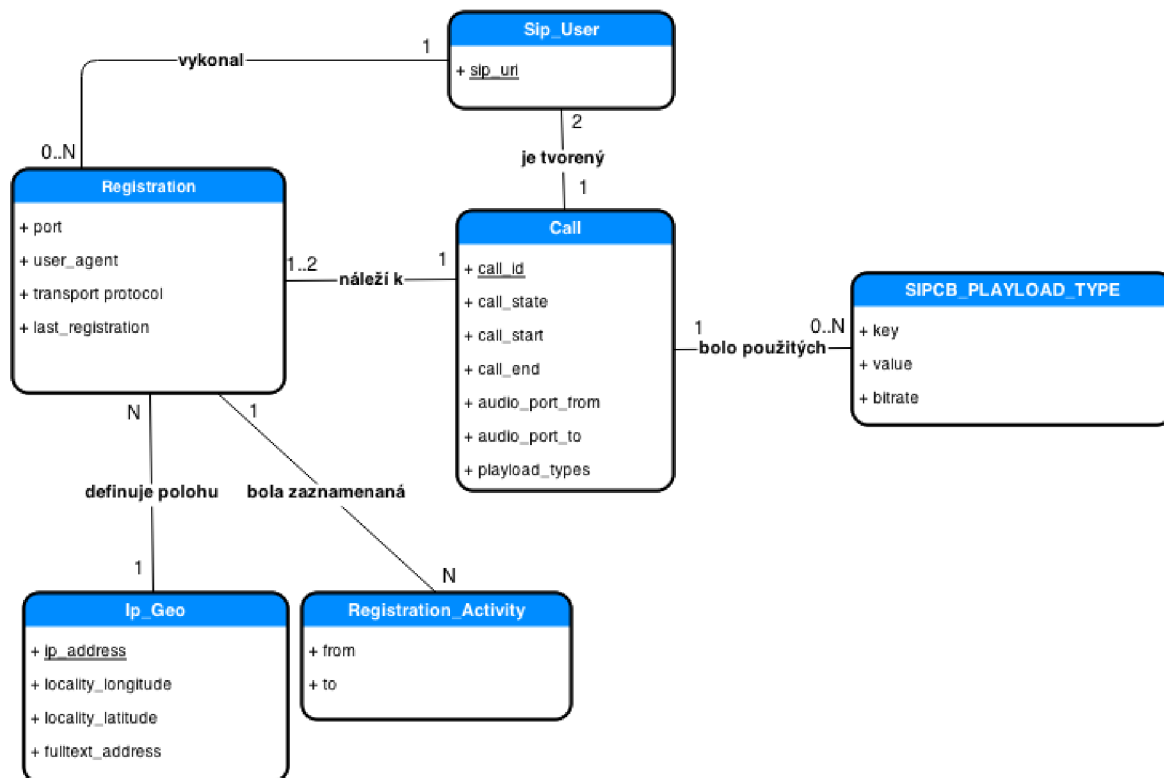 Sip_User
+ sip_uri
1
vykonal
0..N
2
je tvorený
1
Registration
+ port
+ user_agent
+ transport protocol
+ last_registration
1..2
náleží k
1
Call
+ call_id
+ call_state
+ call_start
+ call_end
+ audio_port_from
+ audio_port_to
+ playload_types
1
bolo použitých
0..N
SIPCB_PLAYLOAD_TYPE
+ key
+ value
+ bitrate
N
definuje polohu
1
1
bola zaznamenaná
N
Ip_Geo
+ ip_address
+ locality_longitude
+ locality_latitude
+ fulltext_address
Registration_Activity
+ from
+ to